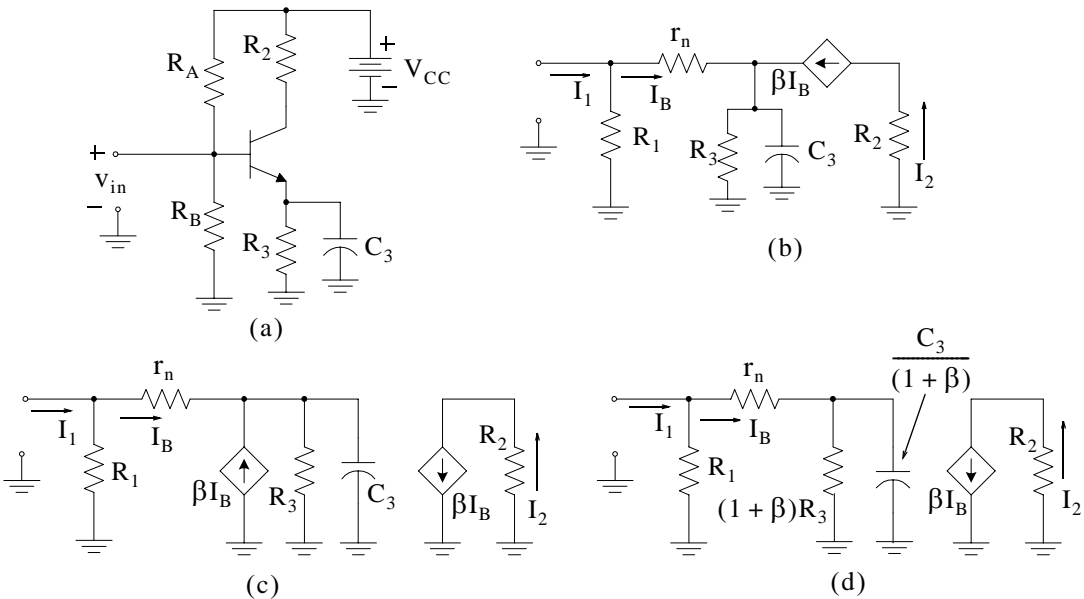 R_A
R_2
+
V_CC
−
+
v_in
−
R_B
R_3
C_3
(a)
r_n
I_1
I_B
βI_B
R_1
R_3
C_3
R_2
I_2
(b)
r_n
I_1
I_B
R_1
βI_B
R_3
C_3
βI_B
R_2
I_2
(c)
C_3
(1 + β)
r_n
I_1
I_B
R_1
(1 + β)R_3
βI_B
R_2
I_2
(d)